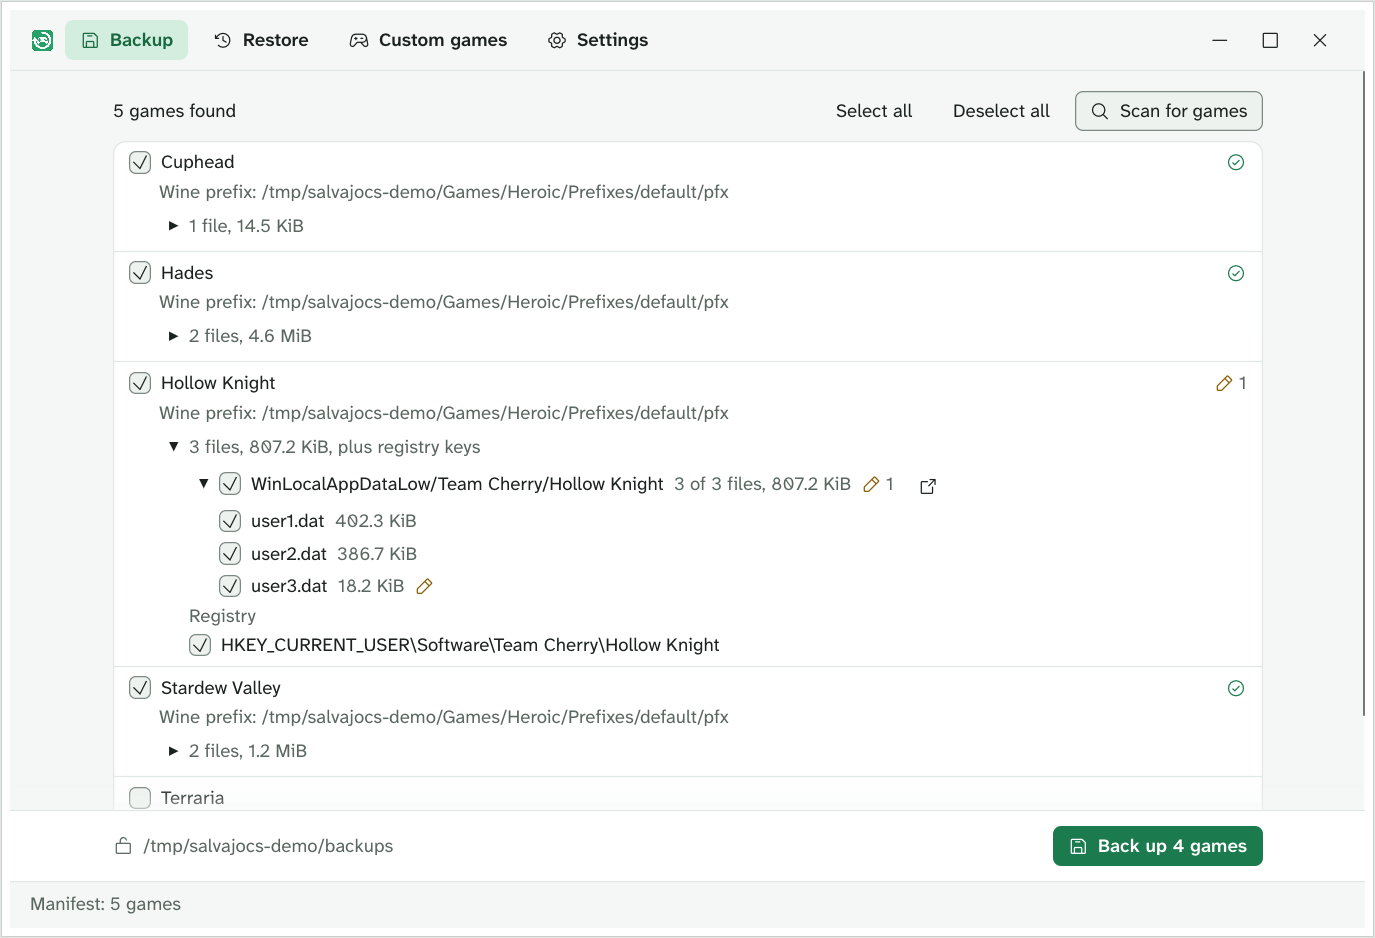 Backup Restore Custom games Settings
5 games found Select all Deselect all Scan for games
Cuphead
Wine prefix: /tmp/salvajocs-demo/Games/Heroic/Prefixes/default/pfx
1 file, 14.5 KiB
Hades
Wine prefix: /tmp/salvajocs-demo/Games/Heroic/Prefixes/default/pfx
2 files, 4.6 MiB
Hollow Knight 1
Wine prefix: /tmp/salvajocs-demo/Games/Heroic/Prefixes/default/pfx
3 files, 807.2 KiB, plus registry keys
WinLocalAppDataLow/Team Cherry/Hollow Knight 3 of 3 files, 807.2 KiB 1
user1.dat 402.3 KiB
user2.dat 386.7 KiB
user3.dat 18.2 KiB
Registry
HKEY_CURRENT_USER\Software\Team Cherry\Hollow Knight
Stardew Valley
Wine prefix: /tmp/salvajocs-demo/Games/Heroic/Prefixes/default/pfx
2 files, 1.2 MiB
Terraria
/tmp/salvajocs-demo/backups Back up 4 games
Manifest: 5 games